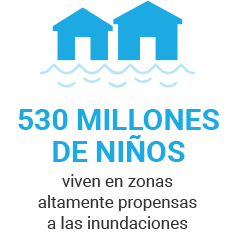 530 MILLONES
DE NIÑOS
viven en zonas
altamente propensas
a las inundaciones